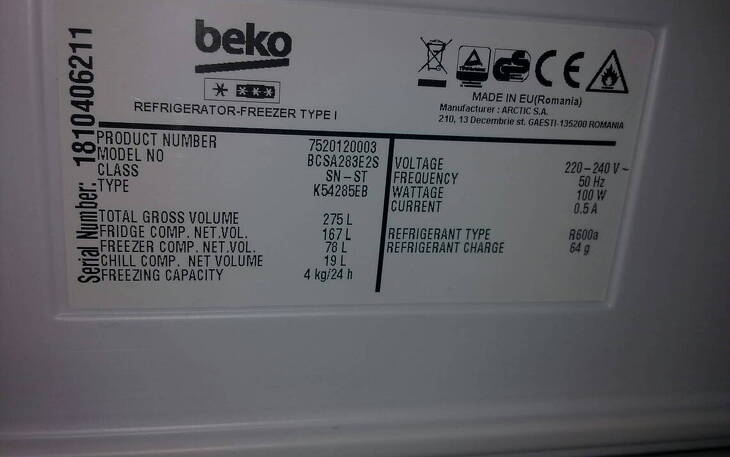 beko
REFRIGERATOR-FREEZER TYPE I
MADE IN EU(Romania)
Manufacturer : ARCTIC S.A.
210, 13 Decembrie st. GAESTI-135200 ROMANIA
Serial Number: 1810406211
PRODUCT NUMBER 7520120003
MODEL NO BCSA283E2S
CLASS SN-ST
TYPE K54285EB
TOTAL GROSS VOLUME 275 L
FRIDGE COMP. NET.VOL. 167 L
FREEZER COMP. NET.VOL. 78 L
CHILL COMP. NET VOLUME 19 L
FREEZING CAPACITY 4 kg/24 h
VOLTAGE 220-240 V ~
FREQUENCY 50 Hz
WATTAGE 100 W
CURRENT 0.5 A
REFRIGERANT TYPE R600a
REFRIGERANT CHARGE 64 g